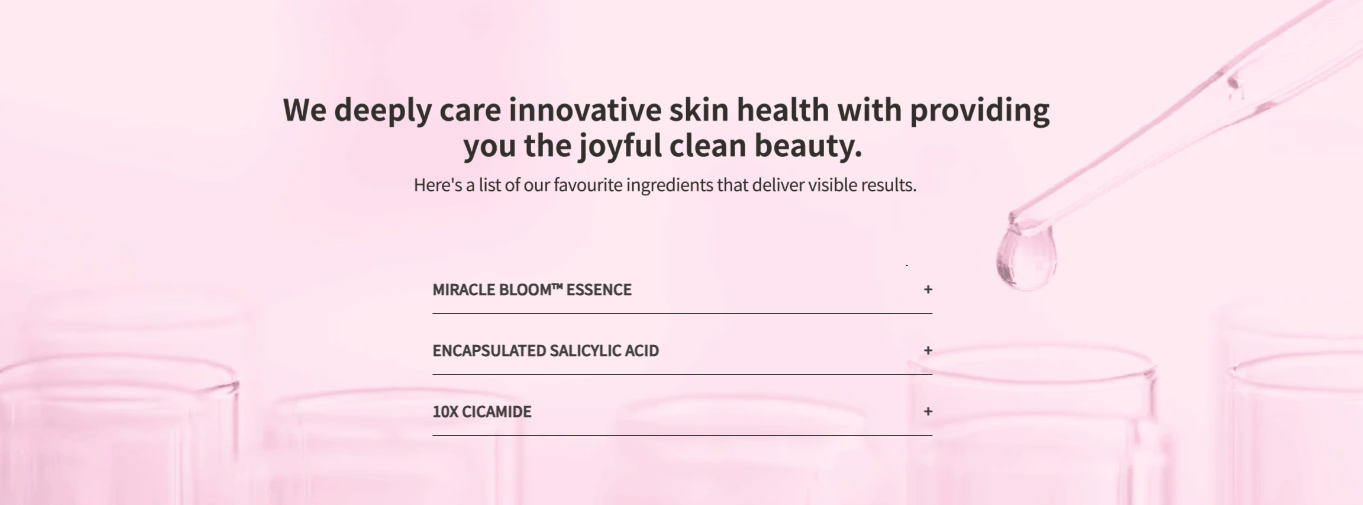 We deeply care innovative skin health with providing
you the joyful clean beauty.
Here's a list of our favourite ingredients that deliver visible results.
MIRACLE BLOOM™ ESSENCE +
ENCAPSULATED SALICYLIC ACID +
10X CICAMIDE +